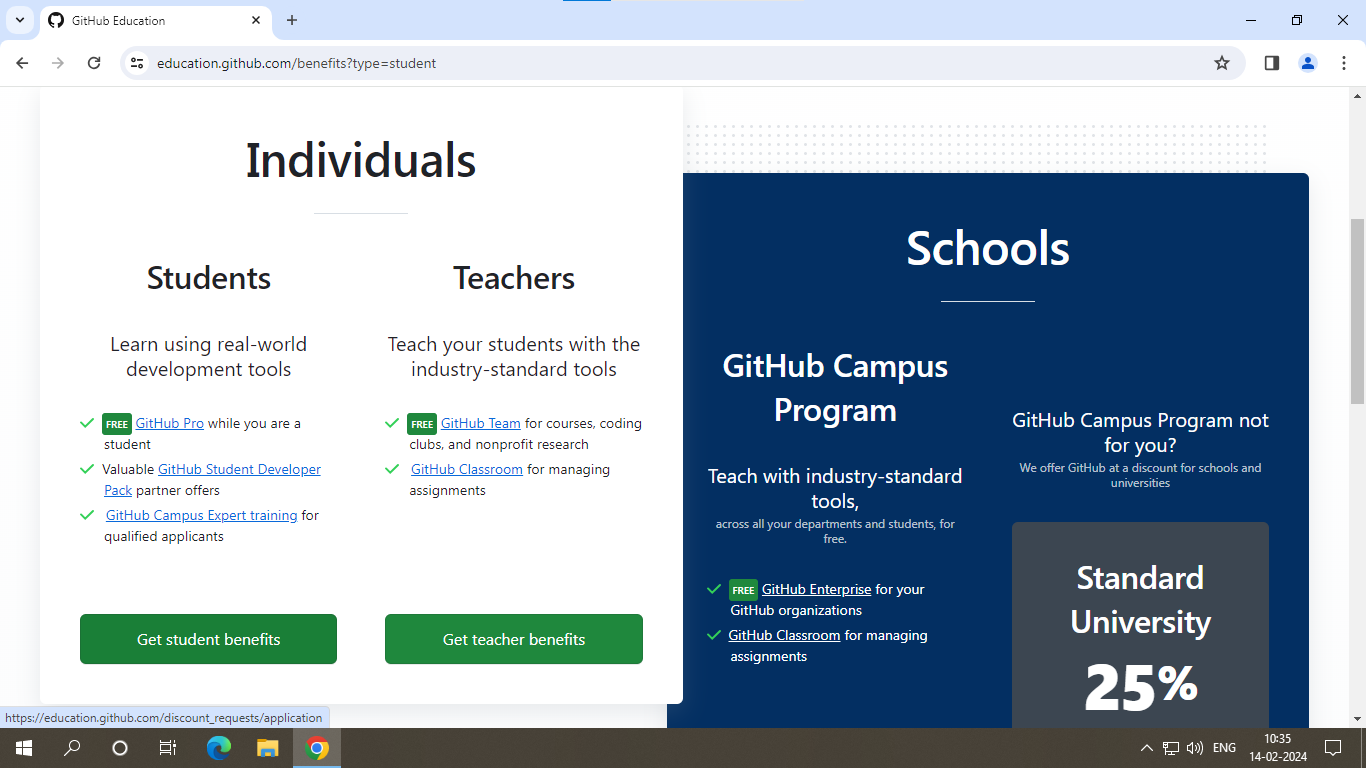 GitHub Education
education.github.com/benefits?type=student
Individuals
Students
Learn using real-world
development tools
FREE GitHub Pro while you are a
student
Valuable GitHub Student Developer
Pack partner offers
GitHub Campus Expert training for
qualified applicants
Get student benefits
Teachers
Teach your students with the
industry-standard tools
FREE GitHub Team for courses, coding
clubs, and nonprofit research
GitHub Classroom for managing
assignments
Get teacher benefits
Schools
GitHub Campus
Program
Teach with industry-standard
tools,
across all your departments and students, for
free.
FREE GitHub Enterprise for your
GitHub organizations
GitHub Classroom for managing
assignments
GitHub Campus Program not
for you?
We offer GitHub at a discount for schools and
universities
Standard
University
25%
https://education.github.com/discount_requests/application
ENG
10:35
14-02-2024